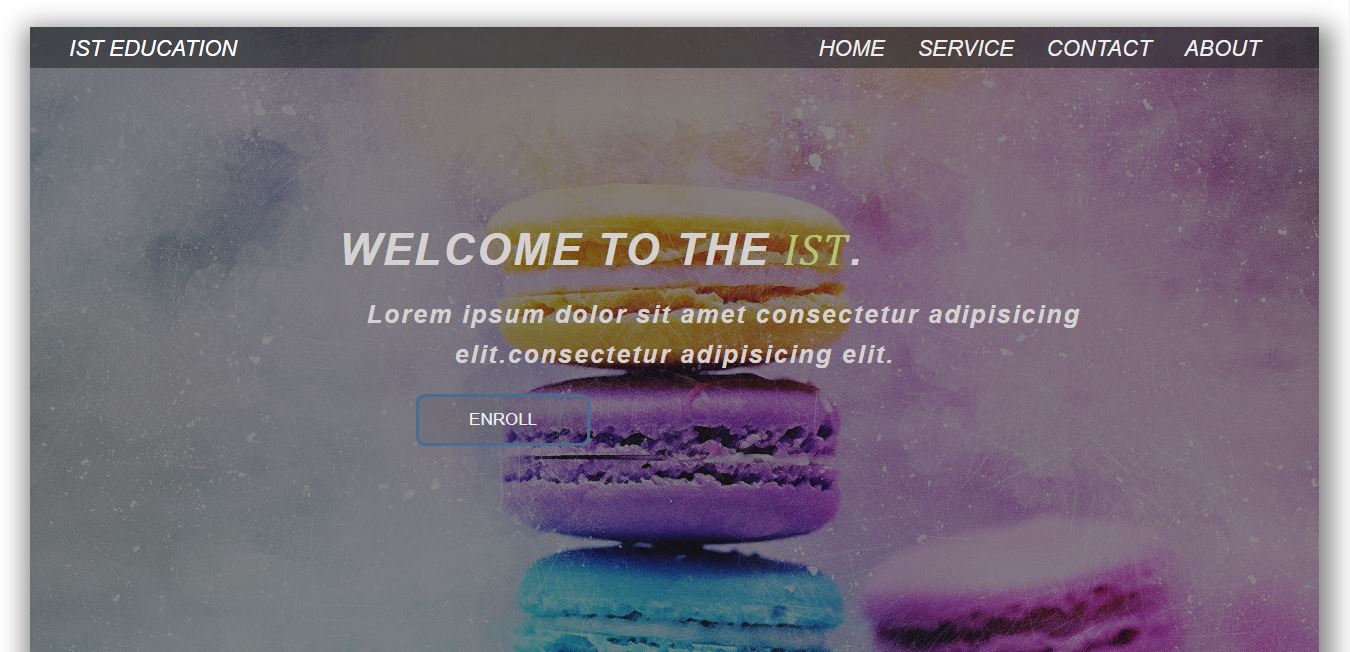 IST EDUCATION HOME SERVICE CONTACT ABOUT
WELCOME TO THE IST.
Lorem ipsum dolor sit amet consectetur adipisicing
elit.consectetur adipisicing elit.
ENROLL